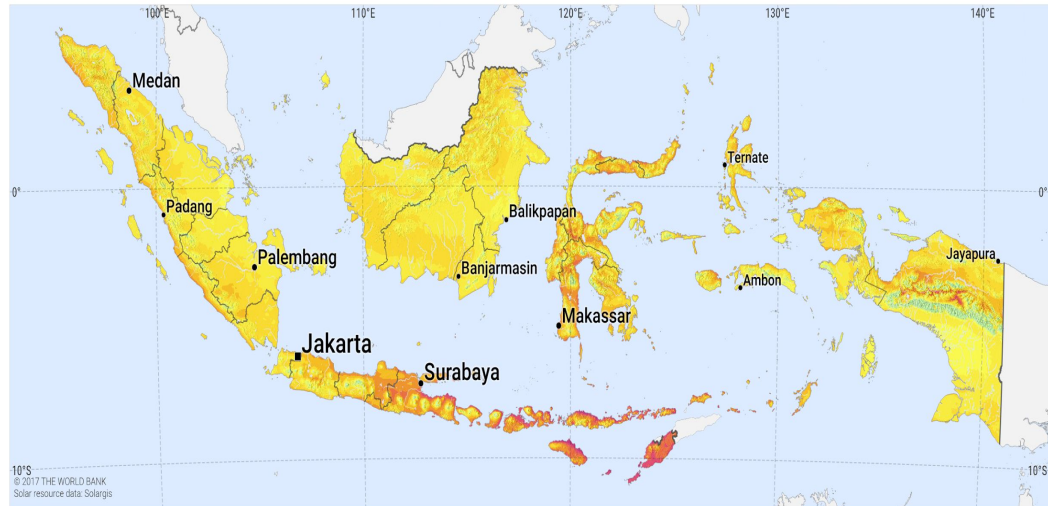 100°E 110°E 120°E 130°E 140°E
Medan
Ternate
0° 0°
Padang
Balikpapan
Palembang
Jayapura
Banjarmasin
Ambon
Makassar
Jakarta
Surabaya
10°S 10°S
© 2017 THE WORLD BANK
Solar resource data: Solargis